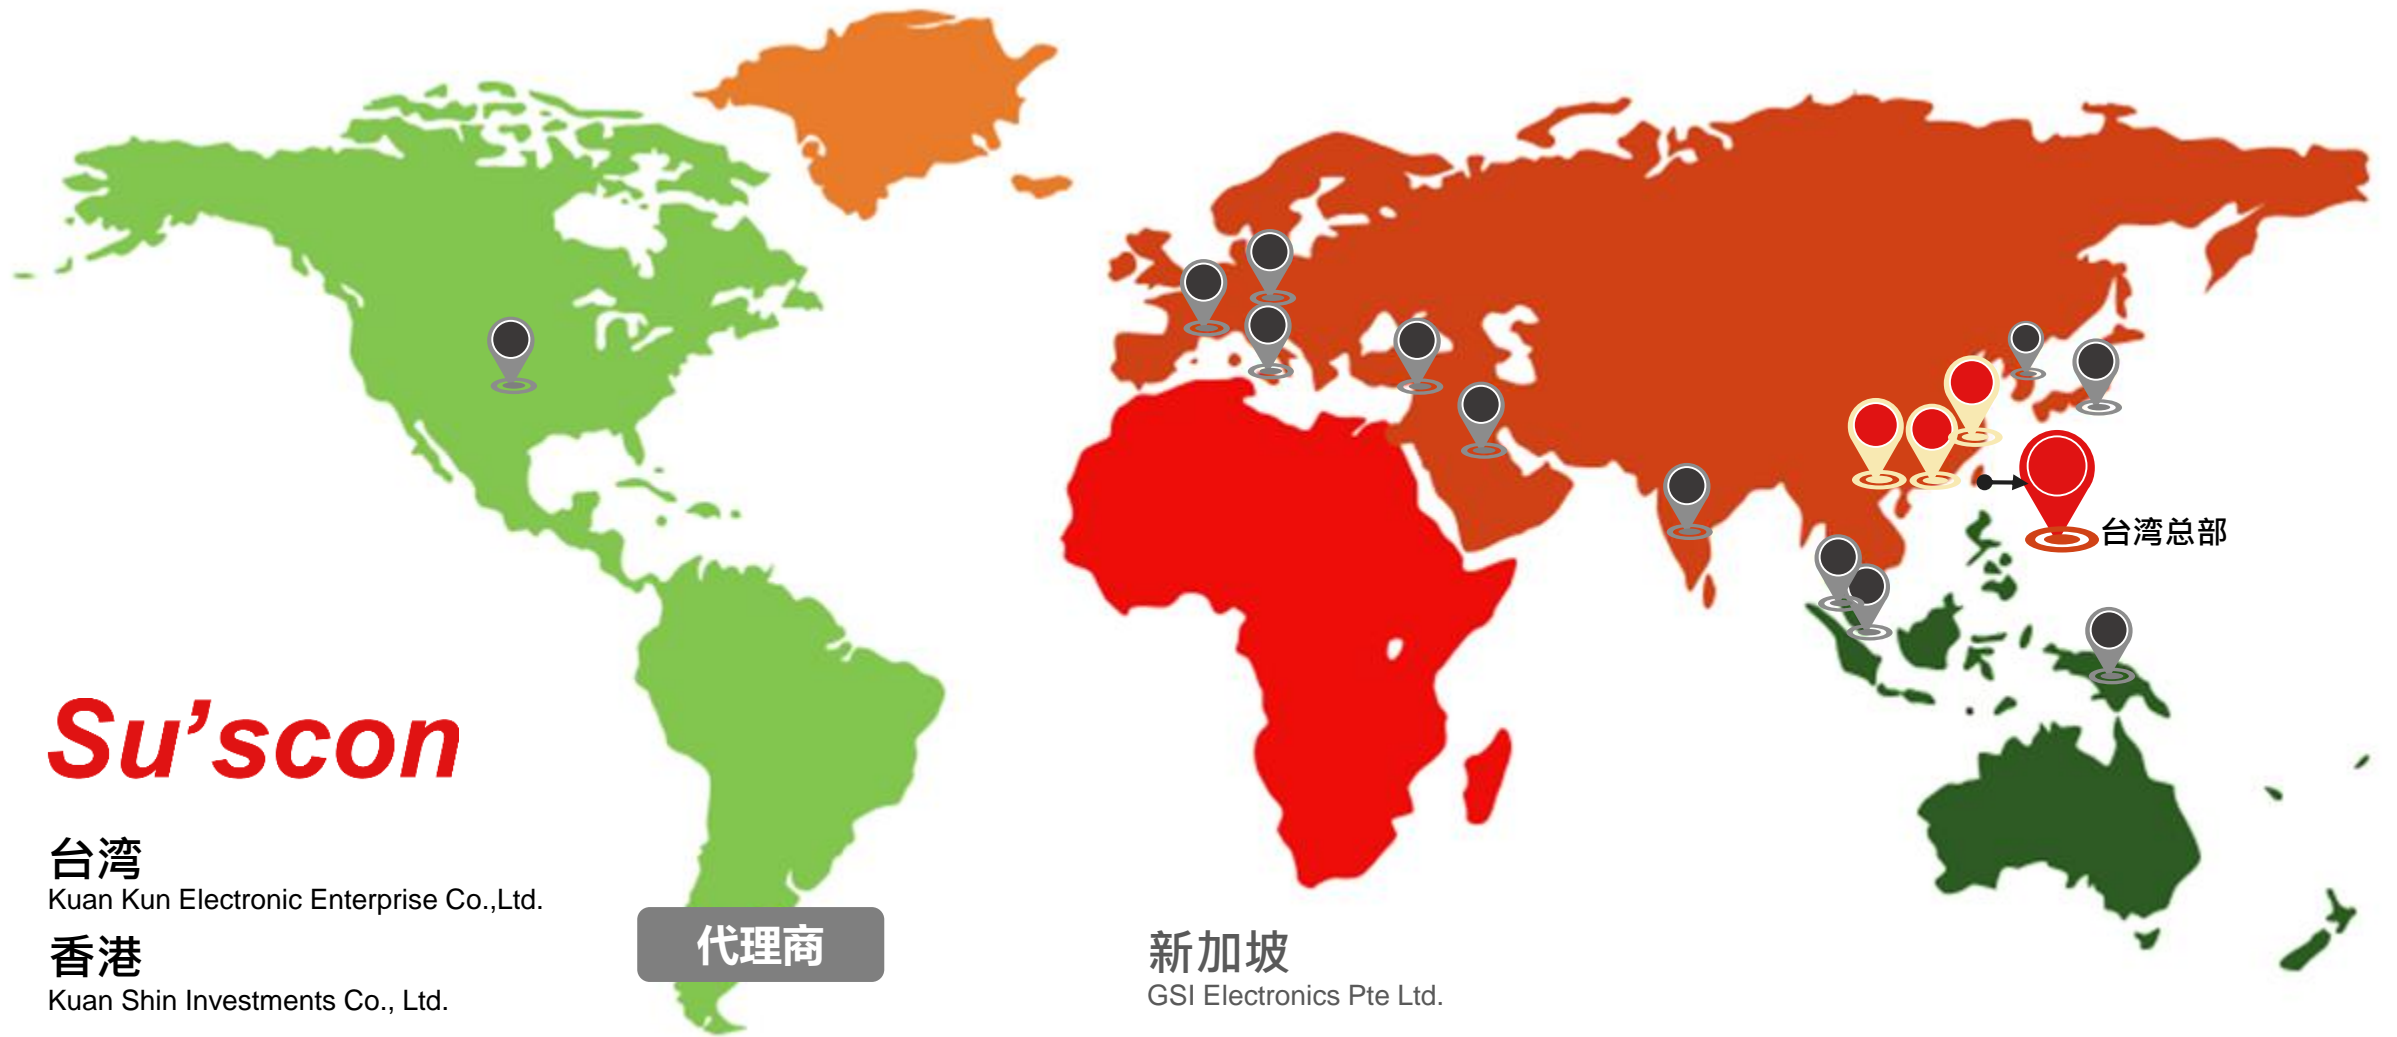 台湾总部
Su’scon
台湾
Kuan Kun Electronic Enterprise Co.,Ltd.
香港
Kuan Shin Investments Co., Ltd.
代理商
新加坡
GSI Electronics Pte Ltd.